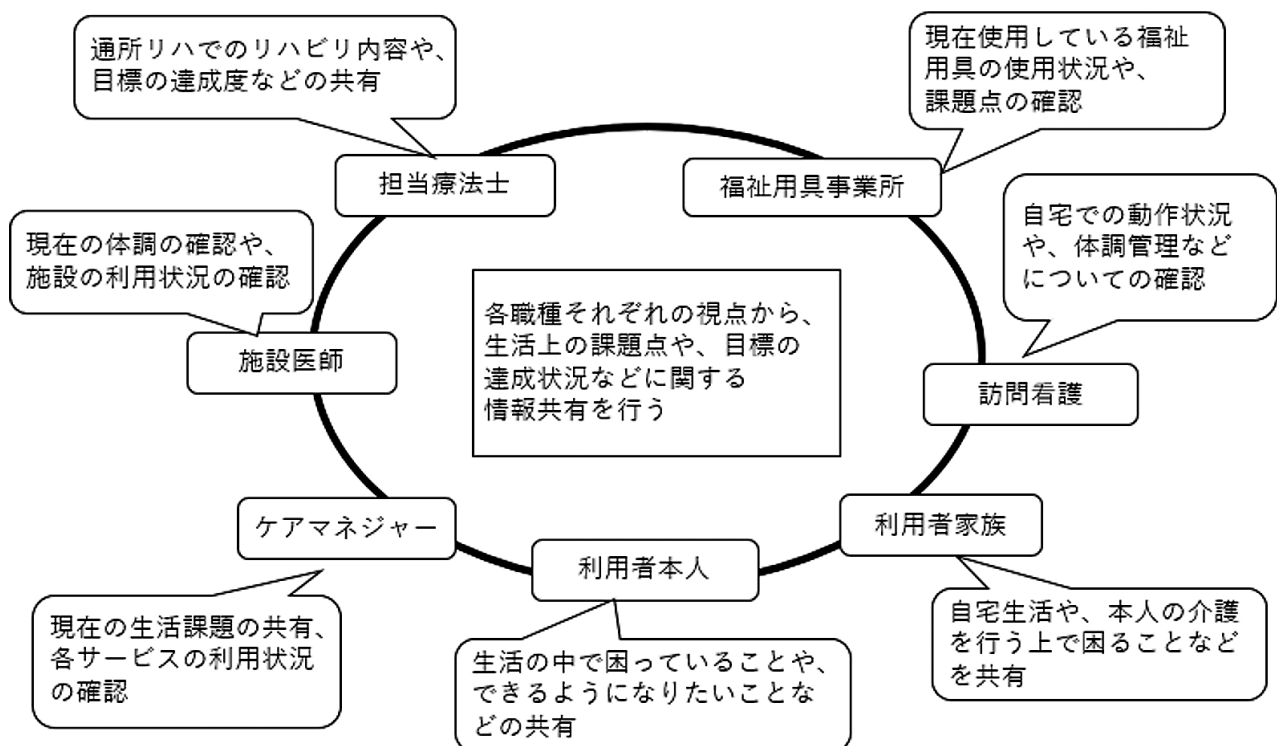 通所リハでのリハビリ内容や、
目標の達成度などの共有
現在使用している福祉
用具の使用状況や、
課題点の確認
担当療法士
福祉用具事業所
自宅での動作状況
や、体調管理など
についての確認
現在の体調の確認や、
施設の利用状況の確認
各職種それぞれの視点から、
生活上の課題点や、目標の
達成状況などに関する
情報共有を行う
施設医師
訪問看護
ケアマネジャー
利用者本人
利用者家族
現在の生活課題の共有、
各サービスの利用状況
の確認
生活の中で困っていることや、
できるようになりたいことな
どの共有
自宅生活や、本人の介護
を行う上で困ることなど
を共有